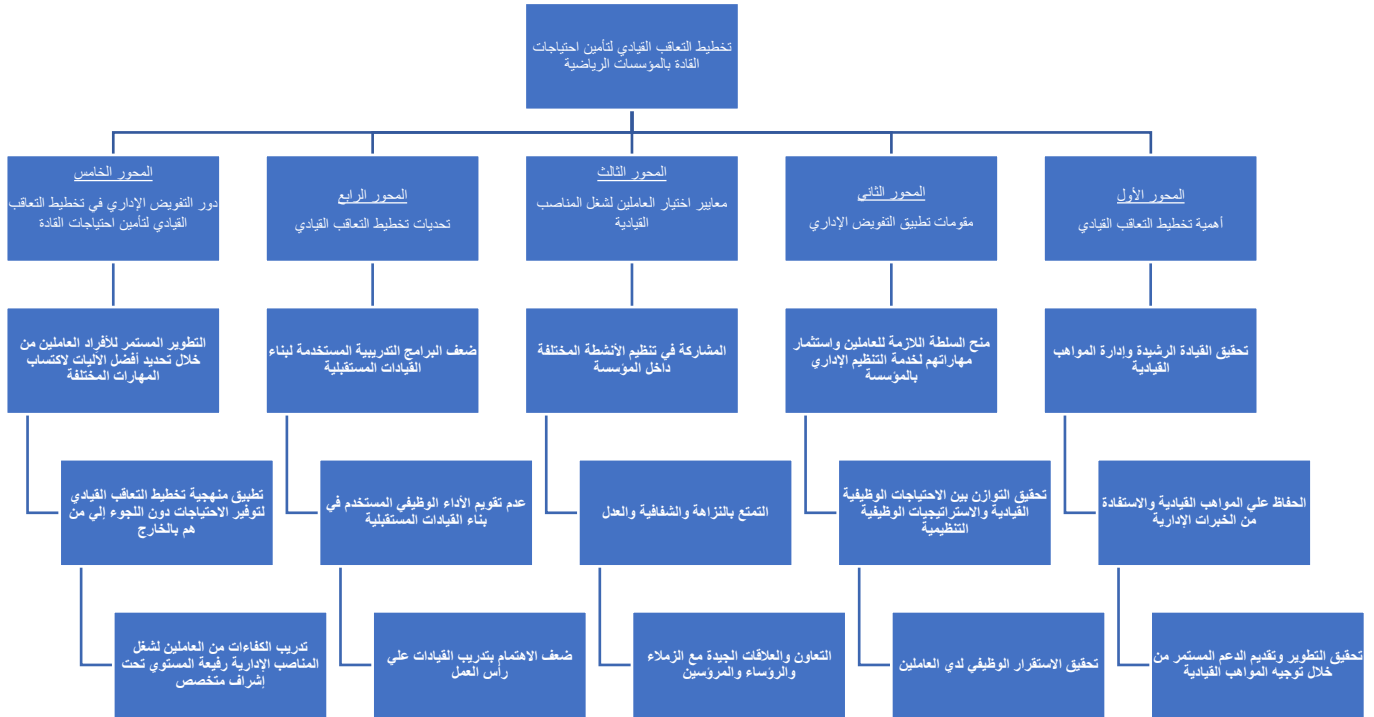 تخطيط التعاقب القيادي لتأمين احتياجات
القادة بالمؤسسات الرياضية
المحور الأول
أهمية تخطيط التعاقب القيادي
تحقيق القيادة الرشيدة وإدارة المواهب
القيادية
الحفاظ علي المواهب القيادية والاستفادة
من الخبرات الإدارية
تحقيق التطوير وتقديم الدعم المستمر من
خلال توجيه المواهب القيادية
المحور الثاني
مقومات تطبيق التفويض الإداري
منح السلطة اللازمة للعاملين واستثمار
مهاراتهم لخدمة التنظيم الإداري
بالمؤسسة
تحقيق التوازن بين الاحتياجات الوظيفية
القيادية والاستراتيجيات الوظيفية
التنظيمية
تحقيق الاستقرار الوظيفي لدي العاملين
المحور الثالث
معايير اختيار العاملين لشغل المناصب
القيادية
المشاركة في تنظيم الأنشطة المختلفة
داخل المؤسسة
التمتع بالنزاهة والشفافية والعدل
التعاون والعلاقات الجيدة مع الزملاء
والرؤساء والمرؤسين
المحور الرابع
تحديات تخطيط التعاقب القيادي
ضعف البرامج التدريبية المستخدمة لبناء
القيادات المستقبلية
عدم تقويم الأداء الوظيفي المستخدم في
بناء القيادات المستقبلية
ضعف الاهتمام بتدريب القيادات علي
رأس العمل
المحور الخامس
دور التفويض الإداري في تخطيط التعاقب
القيادي لتأمين احتياجات القادة
التطوير المستمر للأفراد العاملين من
خلال تحديد أفضل الآليات لاكتساب
المهارات المختلفة
تطبيق منهجية تخطيط التعاقب القيادي
لتوفير الاحتياجات دون اللجوء إلي من
هم بالخارج
تدريب الكفاءات من العاملين لشغل
المناصب الإدارية رفيعة المستوي تحت
إشراف متخصص